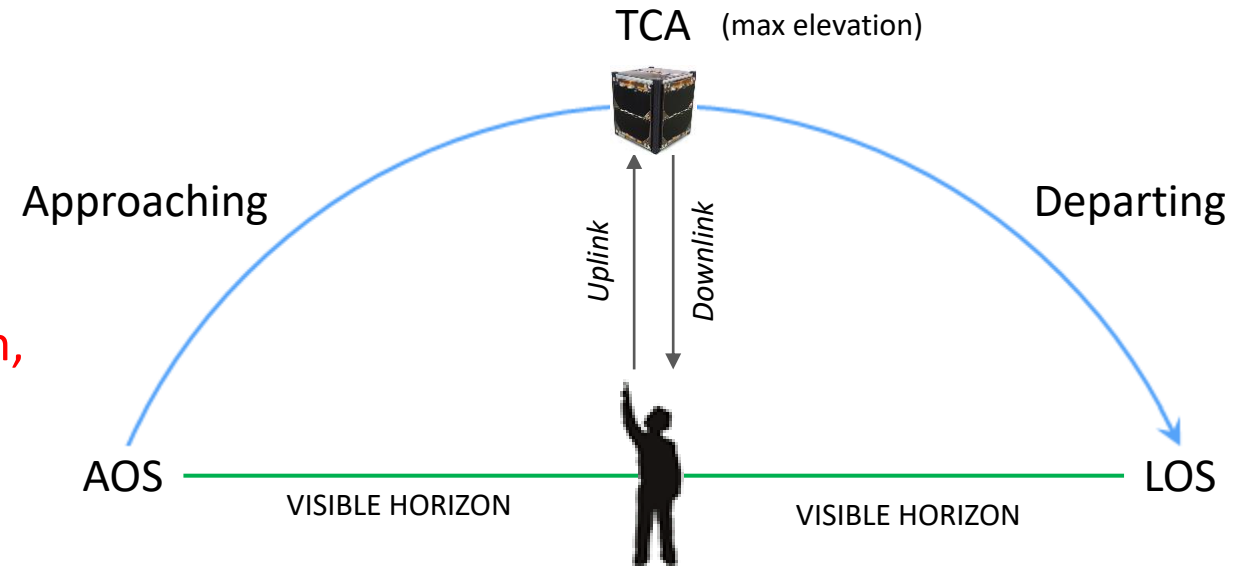 TCA (max elevation)
Approaching
Departing
Uplink
Downlink
AOS
VISIBLE HORIZON
VISIBLE HORIZON
LOS